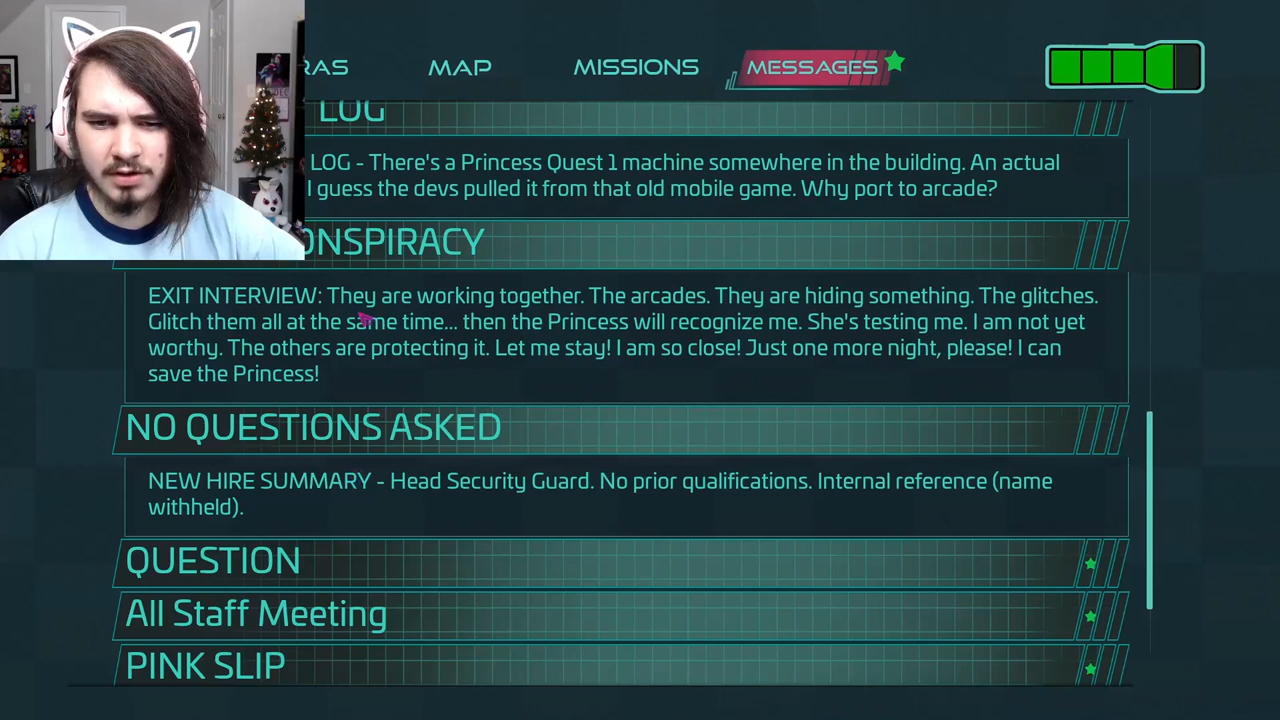 RAS
MAP
MISSIONS
MESSAGES
LOG
LOG - There's a Princess Quest 1 machine somewhere in the building. An actual
I guess the devs pulled it from that old mobile game. Why port to arcade?
ONSPIRACY
EXIT INTERVIEW: They are working together. The arcades. They are hiding something. The glitches.
Glitch them all at the same time... then the Princess will recognize me. She's testing me. I am not yet
worthy. The others are protecting it. Let me stay! I am so close! Just one more night, please! I can
save the Princess!
NO QUESTIONS ASKED
NEW HIRE SUMMARY - Head Security Guard. No prior qualifications. Internal reference (name
withheld).
QUESTION
All Staff Meeting
PINK SLIP